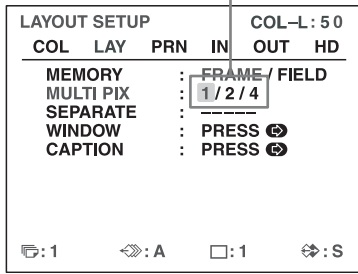 LAYOUT SETUP COL–L:50
COL LAY PRN IN OUT HD
MEMORY : FRAME / FIELD
MULTI PIX : 1 / 2 / 4
SEPARATE : –––––
WINDOW : PRESS
CAPTION : PRESS
:1 :A :1 :S